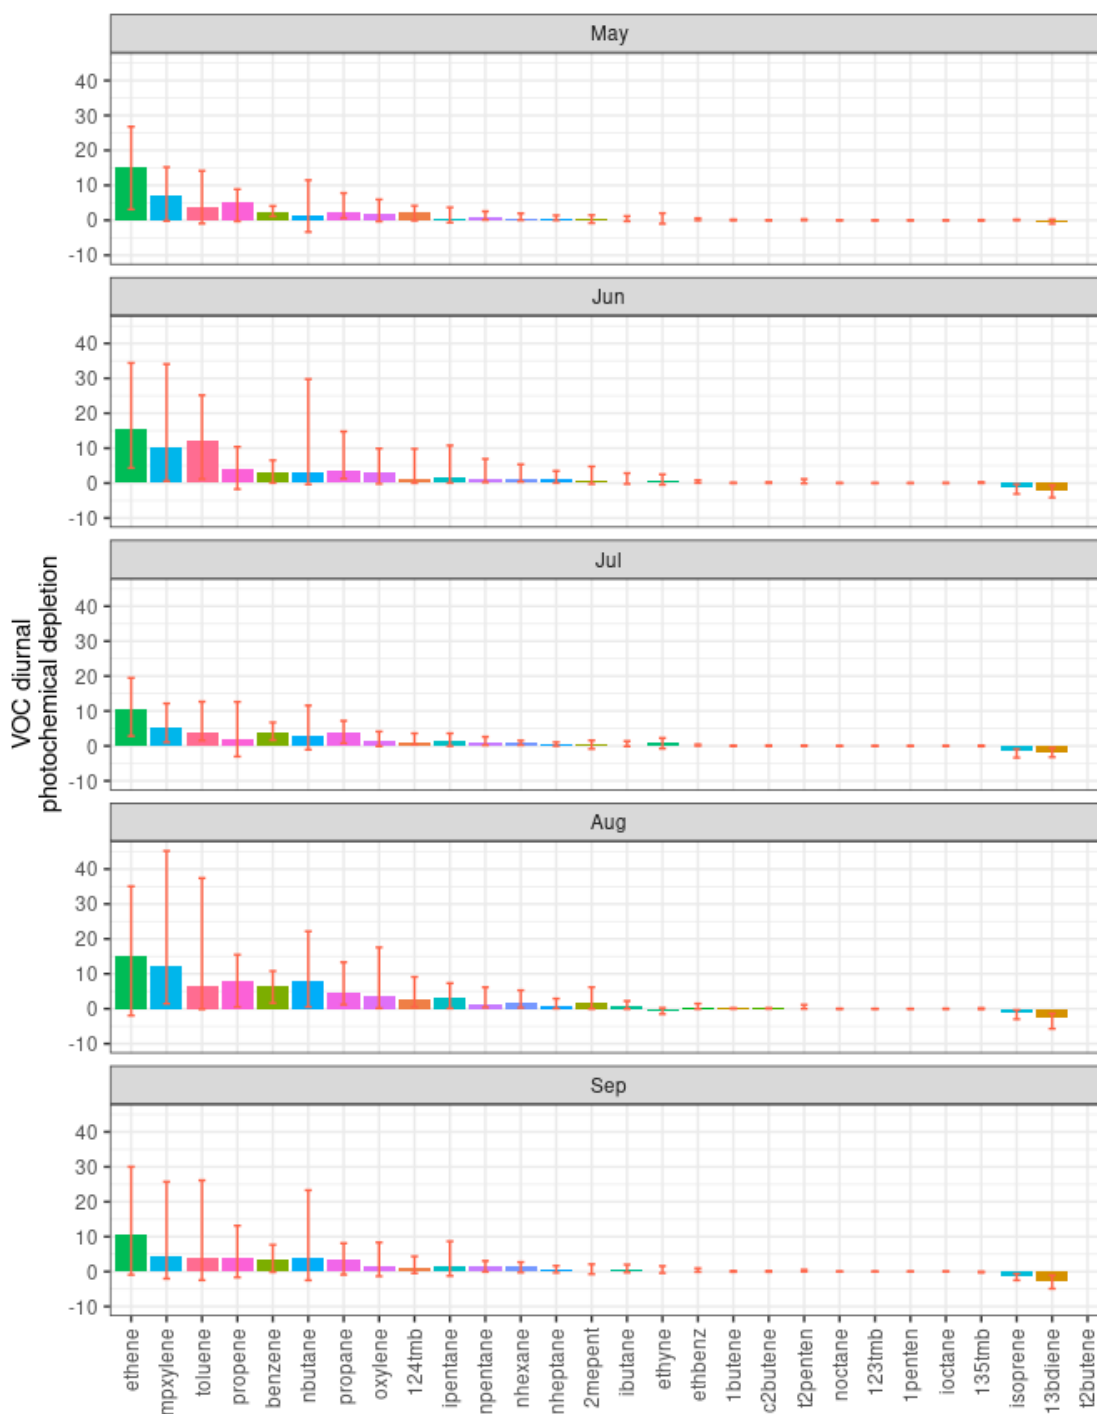 VOC diurnal
photochemical depletion
May
40
30
20
10
0
-10
Jun
40
30
20
10
0
-10
Jul
40
30
20
10
0
-10
Aug
40
30
20
10
0
-10
Sep
40
30
20
10
0
-10
ethene
mpxylene
toluene
propene
benzene
nbutane
propane
oxylene
124tmb
ipentane
npentane
nhexane
nheptane
2mepent
ibutane
ethyne
ethbenz
1butene
c2butene
t2penten
noctane
123tmb
1penten
ioctane
135tmb
isoprene
13bdiene
t2butene